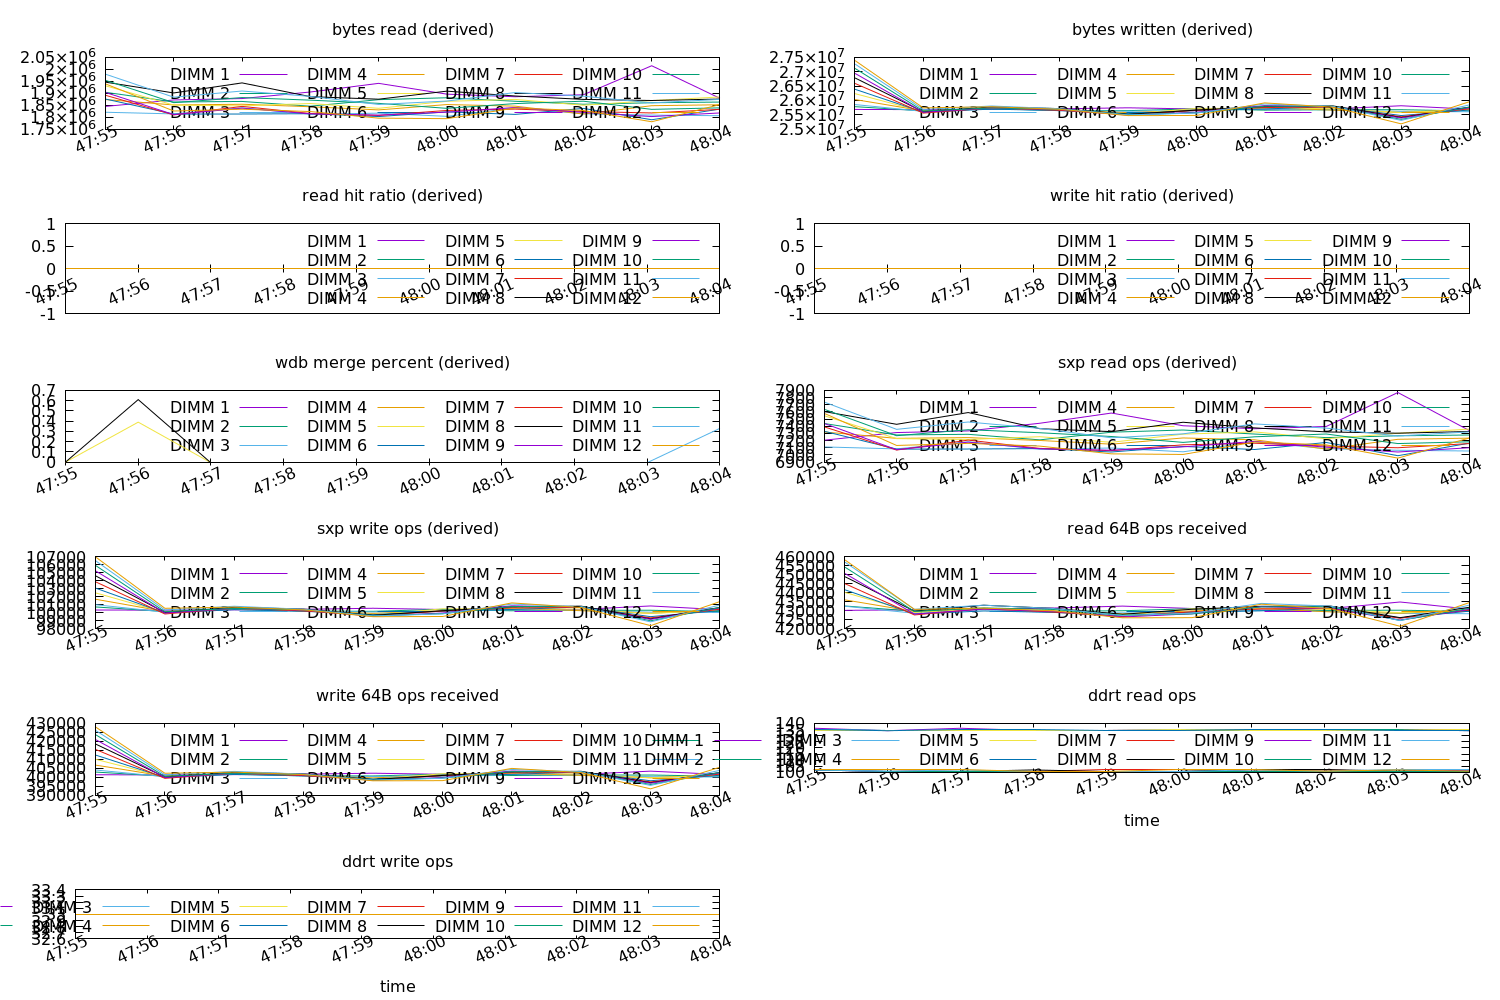 bytes read (derived)
2.05×10⁶
2×10⁶
1.95×10⁶
1.9×10⁶
1.85×10⁶
1.8×10⁶
1.75×10⁶
DIMM 1 DIMM 4 DIMM 7 DIMM 10
DIMM 2 DIMM 5 DIMM 8 DIMM 11
DIMM 3 DIMM 6 DIMM 9 DIMM 12
47:55 47:56 47:57 47:58 47:59 48:00 48:01 48:02 48:03 48:04
bytes written (derived)
2.75×10⁷
2.7×10⁷
2.65×10⁷
2.6×10⁷
2.55×10⁷
2.5×10⁷
DIMM 1 DIMM 4 DIMM 7 DIMM 10
DIMM 2 DIMM 5 DIMM 8 DIMM 11
DIMM 3 DIMM 6 DIMM 9 DIMM 12
47:55 47:56 47:57 47:58 47:59 48:00 48:01 48:02 48:03 48:04
read hit ratio (derived)
1
0.5
0
-0.5
-1
DIMM 1 DIMM 5 DIMM 9
DIMM 2 DIMM 6 DIMM 10
DIMM 3 DIMM 7 DIMM 11
DIMM 4 DIMM 8 DIMM 12
47:55 47:56 47:57 47:58 47:59 48:00 48:01 48:02 48:03 48:04
write hit ratio (derived)
1
0.5
0
-0.5
-1
DIMM 1 DIMM 5 DIMM 9
DIMM 2 DIMM 6 DIMM 10
DIMM 3 DIMM 7 DIMM 11
DIMM 4 DIMM 8 DIMM 12
47:55 47:56 47:57 47:58 47:59 48:00 48:01 48:02 48:03 48:04
wdb merge percent (derived)
0.7
0.6
0.5
0.4
0.3
0.2
0.1
0
DIMM 1 DIMM 4 DIMM 7 DIMM 10
DIMM 2 DIMM 5 DIMM 8 DIMM 11
DIMM 3 DIMM 6 DIMM 9 DIMM 12
47:55 47:56 47:57 47:58 47:59 48:00 48:01 48:02 48:03 48:04
sxp read ops (derived)
7900
7800
7700
7600
7500
7400
7300
7200
7100
7000
6900
DIMM 1 DIMM 4 DIMM 7 DIMM 10
DIMM 2 DIMM 5 DIMM 8 DIMM 11
DIMM 3 DIMM 6 DIMM 9 DIMM 12
47:55 47:56 47:57 47:58 47:59 48:00 48:01 48:02 48:03 48:04
sxp write ops (derived)
107000
106000
105000
104000
103000
102000
101000
100000
99000
98000
DIMM 1 DIMM 4 DIMM 7 DIMM 10
DIMM 2 DIMM 5 DIMM 8 DIMM 11
DIMM 3 DIMM 6 DIMM 9 DIMM 12
47:55 47:56 47:57 47:58 47:59 48:00 48:01 48:02 48:03 48:04
read 64B ops received
460000
455000
450000
445000
440000
435000
430000
425000
420000
DIMM 1 DIMM 4 DIMM 7 DIMM 10
DIMM 2 DIMM 5 DIMM 8 DIMM 11
DIMM 3 DIMM 6 DIMM 9 DIMM 12
47:55 47:56 47:57 47:58 47:59 48:00 48:01 48:02 48:03 48:04
write 64B ops received
430000
425000
420000
415000
410000
405000
400000
395000
390000
DIMM 1 DIMM 4 DIMM 7 DIMM 10
DIMM 2 DIMM 5 DIMM 8 DIMM 11
DIMM 3 DIMM 6 DIMM 9 DIMM 12
47:55 47:56 47:57 47:58 47:59 48:00 48:01 48:02 48:03 48:04
ddrt read ops
140
100
DIMM 1 DIMM 3 DIMM 5 DIMM 7 DIMM 9 DIMM 11
DIMM 2 DIMM 4 DIMM 6 DIMM 8 DIMM 10 DIMM 12
47:55 47:56 47:57 47:58 47:59 48:00 48:01 48:02 48:03 48:04
time
ddrt write ops
33.4
32.6
DIMM 3 DIMM 5 DIMM 7 DIMM 9 DIMM 11
DIMM 4 DIMM 6 DIMM 8 DIMM 10 DIMM 12
47:55 47:56 47:57 47:58 47:59 48:00 48:01 48:02 48:03 48:04
time